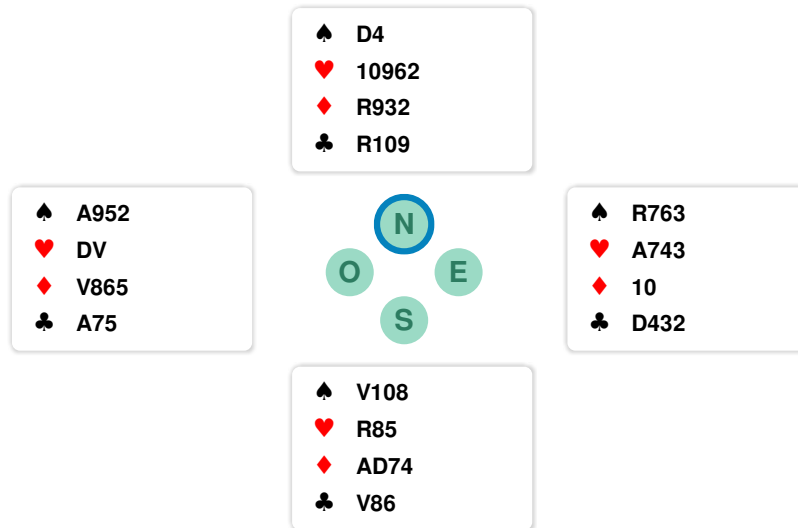 ♠ D4
♥ 10962
♦ R932
♣ R109
♠ A952
♥ DV
♦ V865
♣ A75
N
O E
S
♠ R763
♥ A743
♦ 10
♣ D432
♠ V108
♥ R85
♦ AD74
♣ V86